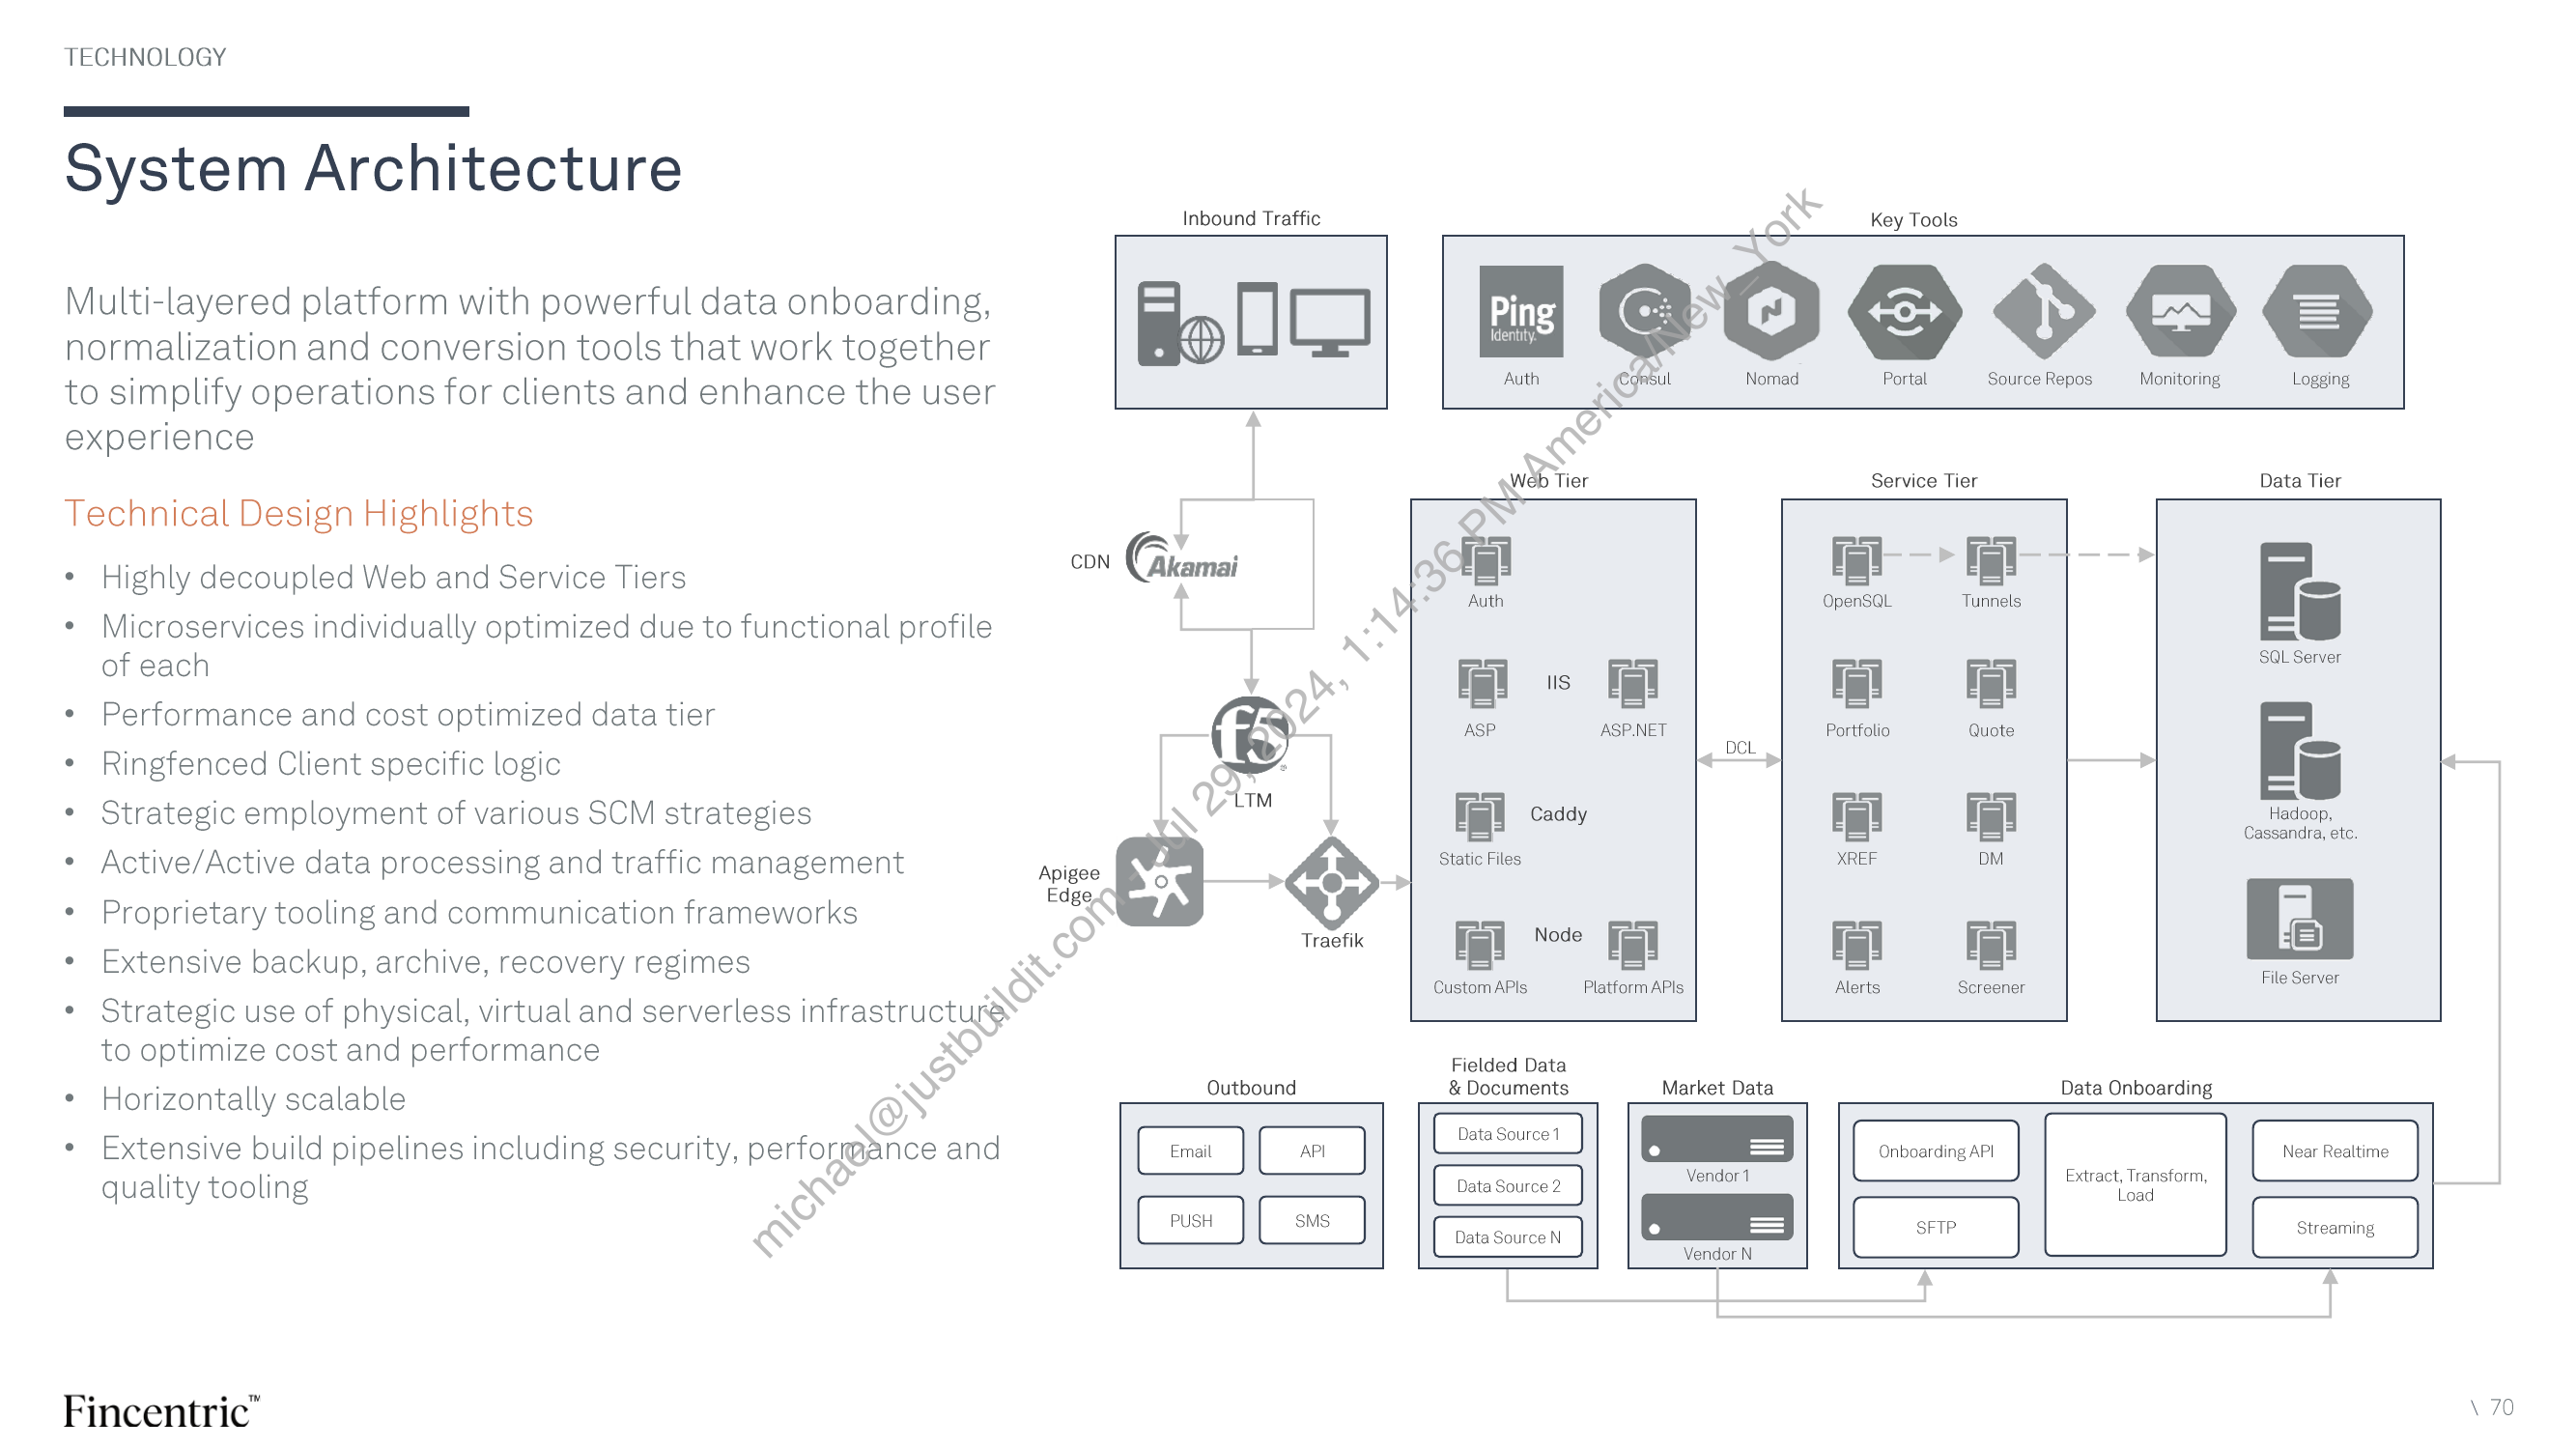 TECHNOLOGY
System Architecture
Multi-layered platform with powerful data onboarding,
normalization and conversion tools that work together
to simplify operations for clients and enhance the user
experience
Technical Design Highlights
• Highly decoupled Web and Service Tiers
• Microservices individually optimized due to functional profile
of each
• Performance and cost optimized data tier
• Ringfenced Client specific logic
• Strategic employment of various SCM strategies
• Active/Active data processing and traffic management
• Proprietary tooling and communication frameworks
• Extensive backup, archive, recovery regimes
• Strategic use of physical, virtual and serverless infrastructure
to optimize cost and performance
• Horizontally scalable
• Extensive build pipelines including security, performance and
quality tooling
Inbound Traffic
Key Tools
Ping
Identity.
Auth
Consul
Nomad
Portal
Source Repos
Monitoring
Logging
CDN
Akamai
f5
®
LTM
Apigee
Edge
Traefik
Web Tier
Auth
ASP
IIS
ASP.NET
Caddy
Static Files
Node
Custom APIs
Platform APIs
DCL
Service Tier
OpenSQL
Tunnels
Portfolio
Quote
XREF
DM
Alerts
Screener
Data Tier
SQL Server
Hadoop,
Cassandra, etc.
File Server
Outbound
Email
API
PUSH
SMS
Fielded Data
& Documents
Data Source 1
Data Source 2
Data Source N
Market Data
Vendor 1
Vendor N
Data Onboarding
Onboarding API
SFTP
Extract, Transform,
Load
Near Realtime
Streaming
michael@justbuildit.com - Jul 29, 2024, 1:14:36 PM America/New_York
Fincentric™
\ 70